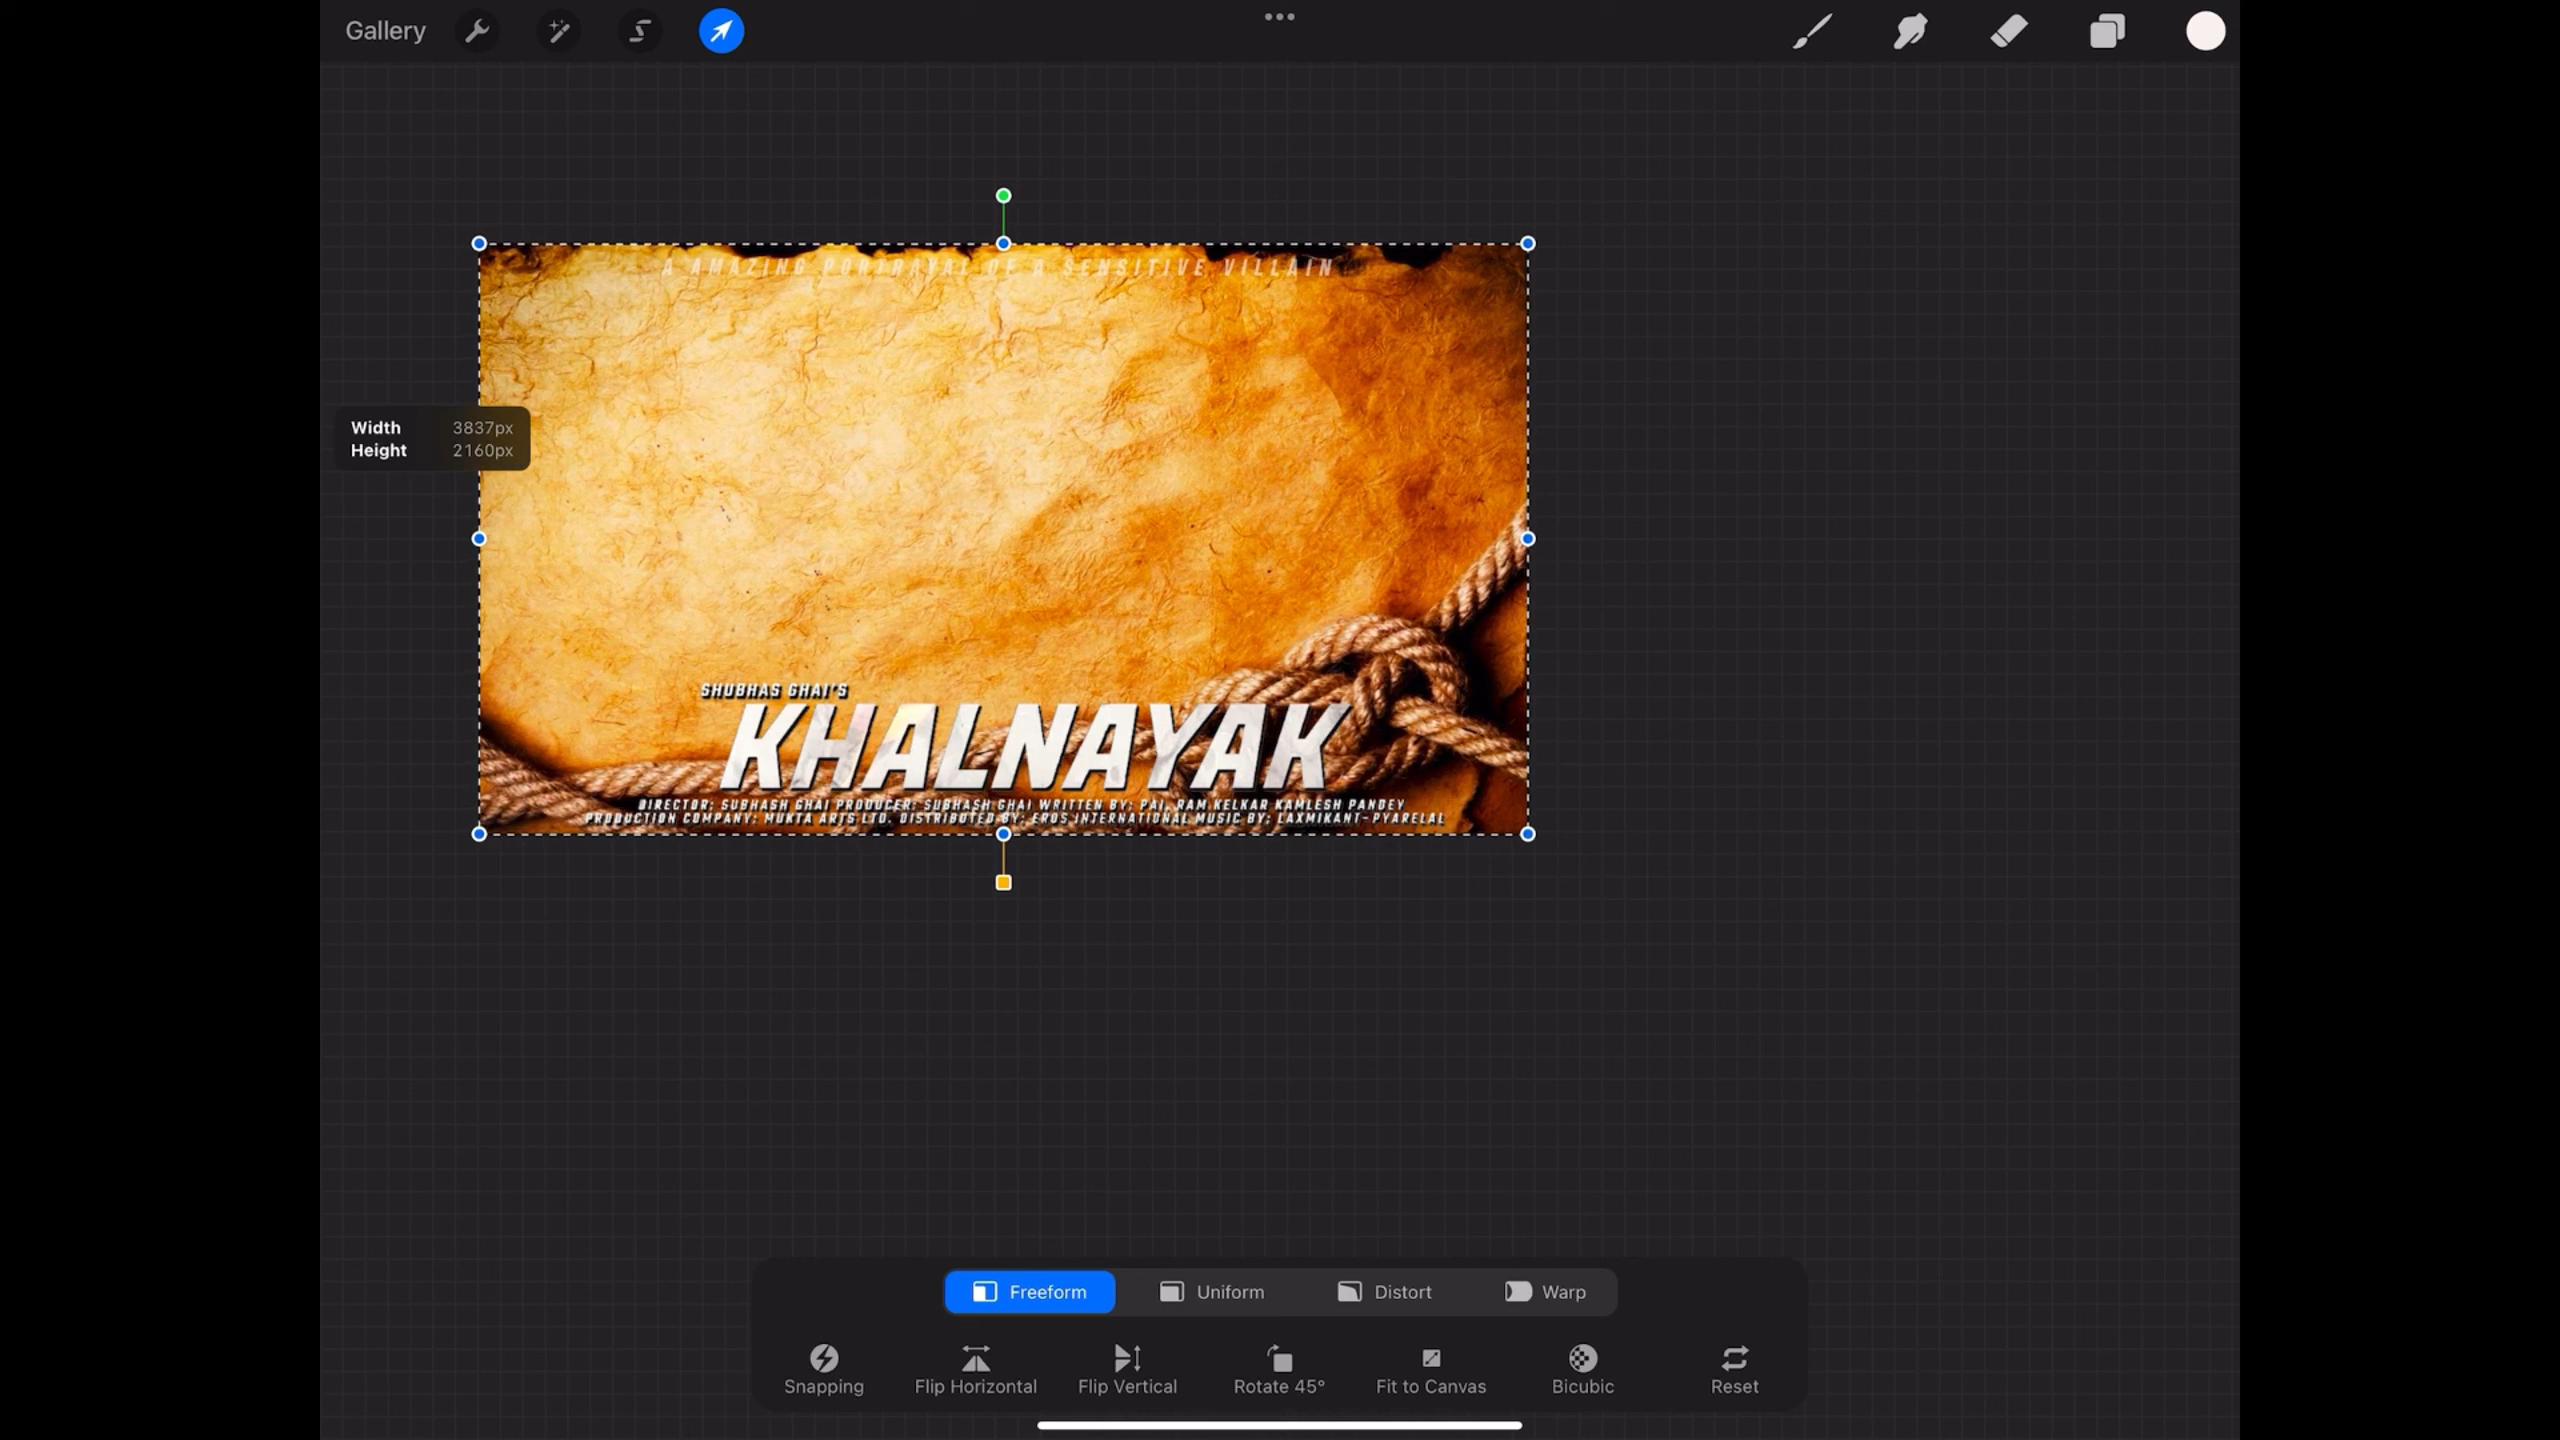 Gallery
A AMAZING PORTRAYAL OF A SENSITIVE VILLAIN
Width 3837px
Height 2160px
SHUBHAS GHAI'S
KHALNAYAK
DIRECTOR: SUBHASH GHAI PRODUCER: SUBHASH GHAI WRITTEN BY: PAI, RAM KELKAR KAMLESH PANDEY
PRODUCTION COMPANY: MUKTA ARTS LTD. DISTRIBUTED BY: EROS INTERNATIONAL MUSIC BY: LAXMIKANT-PYARELAL
Freeform Uniform Distort Warp
Snapping Flip Horizontal Flip Vertical Rotate 45° Fit to Canvas Bicubic Reset